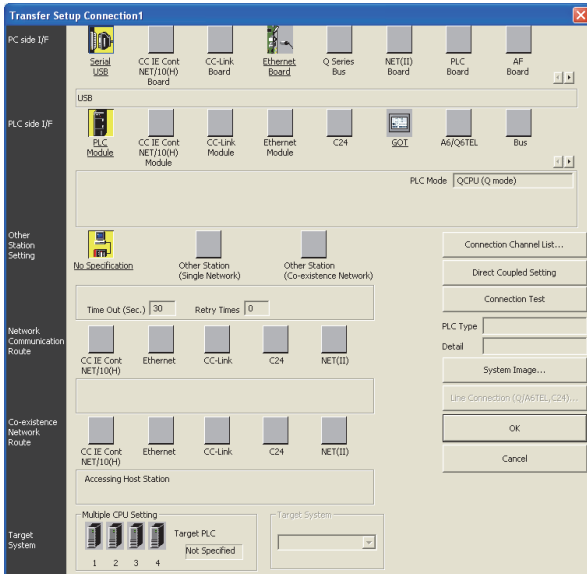 Transfer Setup Connection1
PC side I/F
Serial
USB
CC IE Cont
NET/10(H)
Board
CC-Link
Board
Ethernet
Board
Q Series
Bus
NET(II)
Board
PLC
Board
AF
Board
USB
PLC side I/F
PLC
Module
CC IE Cont
NET/10(H)
Module
CC-Link
Module
Ethernet
Module
C24
GOT
A6/Q6TEL
Bus
PLC Mode QCPU (Q mode)
Other
Station
Setting
No Specification
Other Station
(Single Network)
Other Station
(Co-existence Network)
Connection Channel List...
Direct Coupled Setting
Time Out (Sec.) 30 Retry Times 0
Connection Test
PLC Type
Detail
Network
Communication
Route
CC IE Cont
NET/10(H)
Ethernet
CC-Link
C24
NET(II)
System Image...
Line Connection (Q/A6TEL,C24)...
Co-existence
Network
Route
CC IE Cont
NET/10(H)
Ethernet
CC-Link
C24
NET(II)
OK
Cancel
Accessing Host Station
Target
System
Multiple CPU Setting
1 2 3 4
Target PLC
Not Specified
Target System